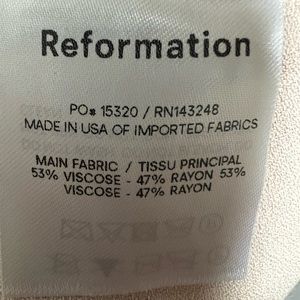 Reformation
PO# 15320 / RN143248
MADE IN USA OF IMPORTED FABRICS
MAIN FABRIC / TISSU PRINCIPAL
53% VISCOSE - 47% RAYON 53%
VISCOSE - 47% RAYON